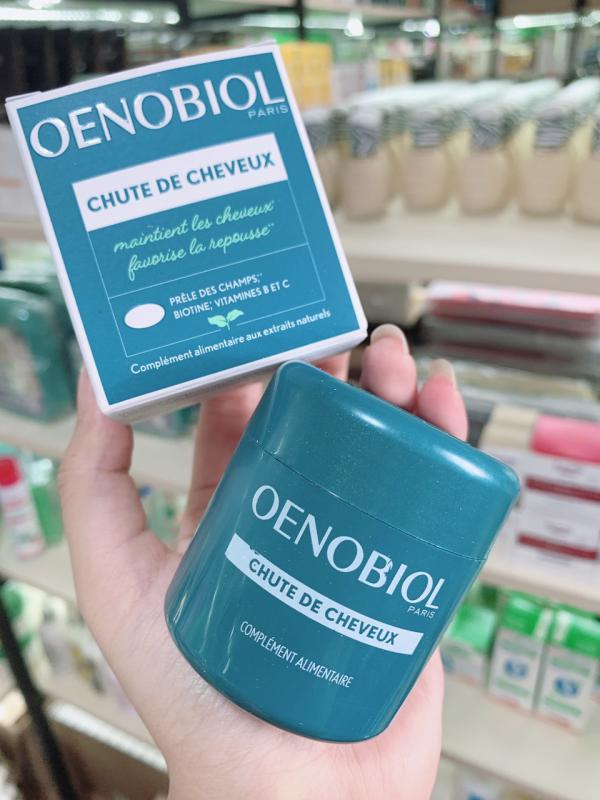 OENOBIOL
PARIS
CHUTE DE CHEVEUX
maintient les cheveux*
favorise la repousse**
PRÊLE DES CHAMPS,**
BIOTINE,* VITAMINES B ET C
Complément alimentaire aux extraits naturels
OENOBIOL
PARIS
CHUTE DE CHEVEUX
COMPLÉMENT ALIMENTAIRE